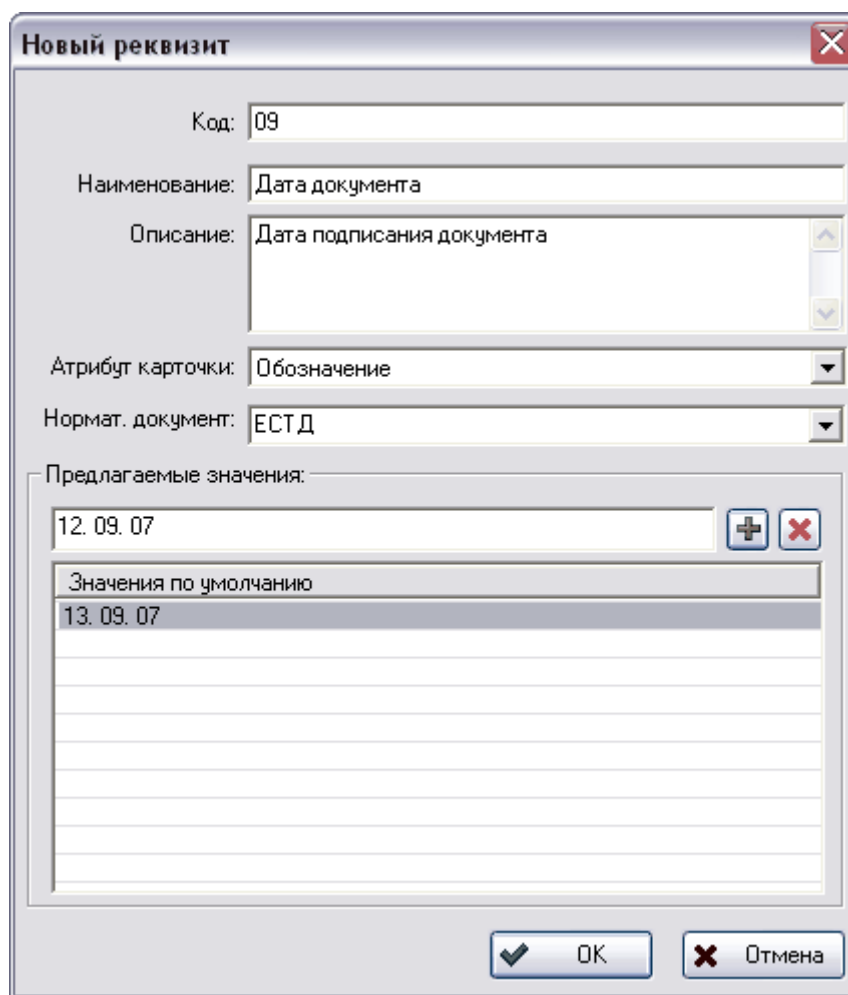 Новый реквизит
Код: 09
Наименование: Дата документа
Описание: Дата подписания документа
Атрибут карточки: Обозначение
Нормат. документ: ЕСТД
Предлагаемые значения:
12. 09. 07
Значения по умолчанию
13. 09. 07
OK Отмена